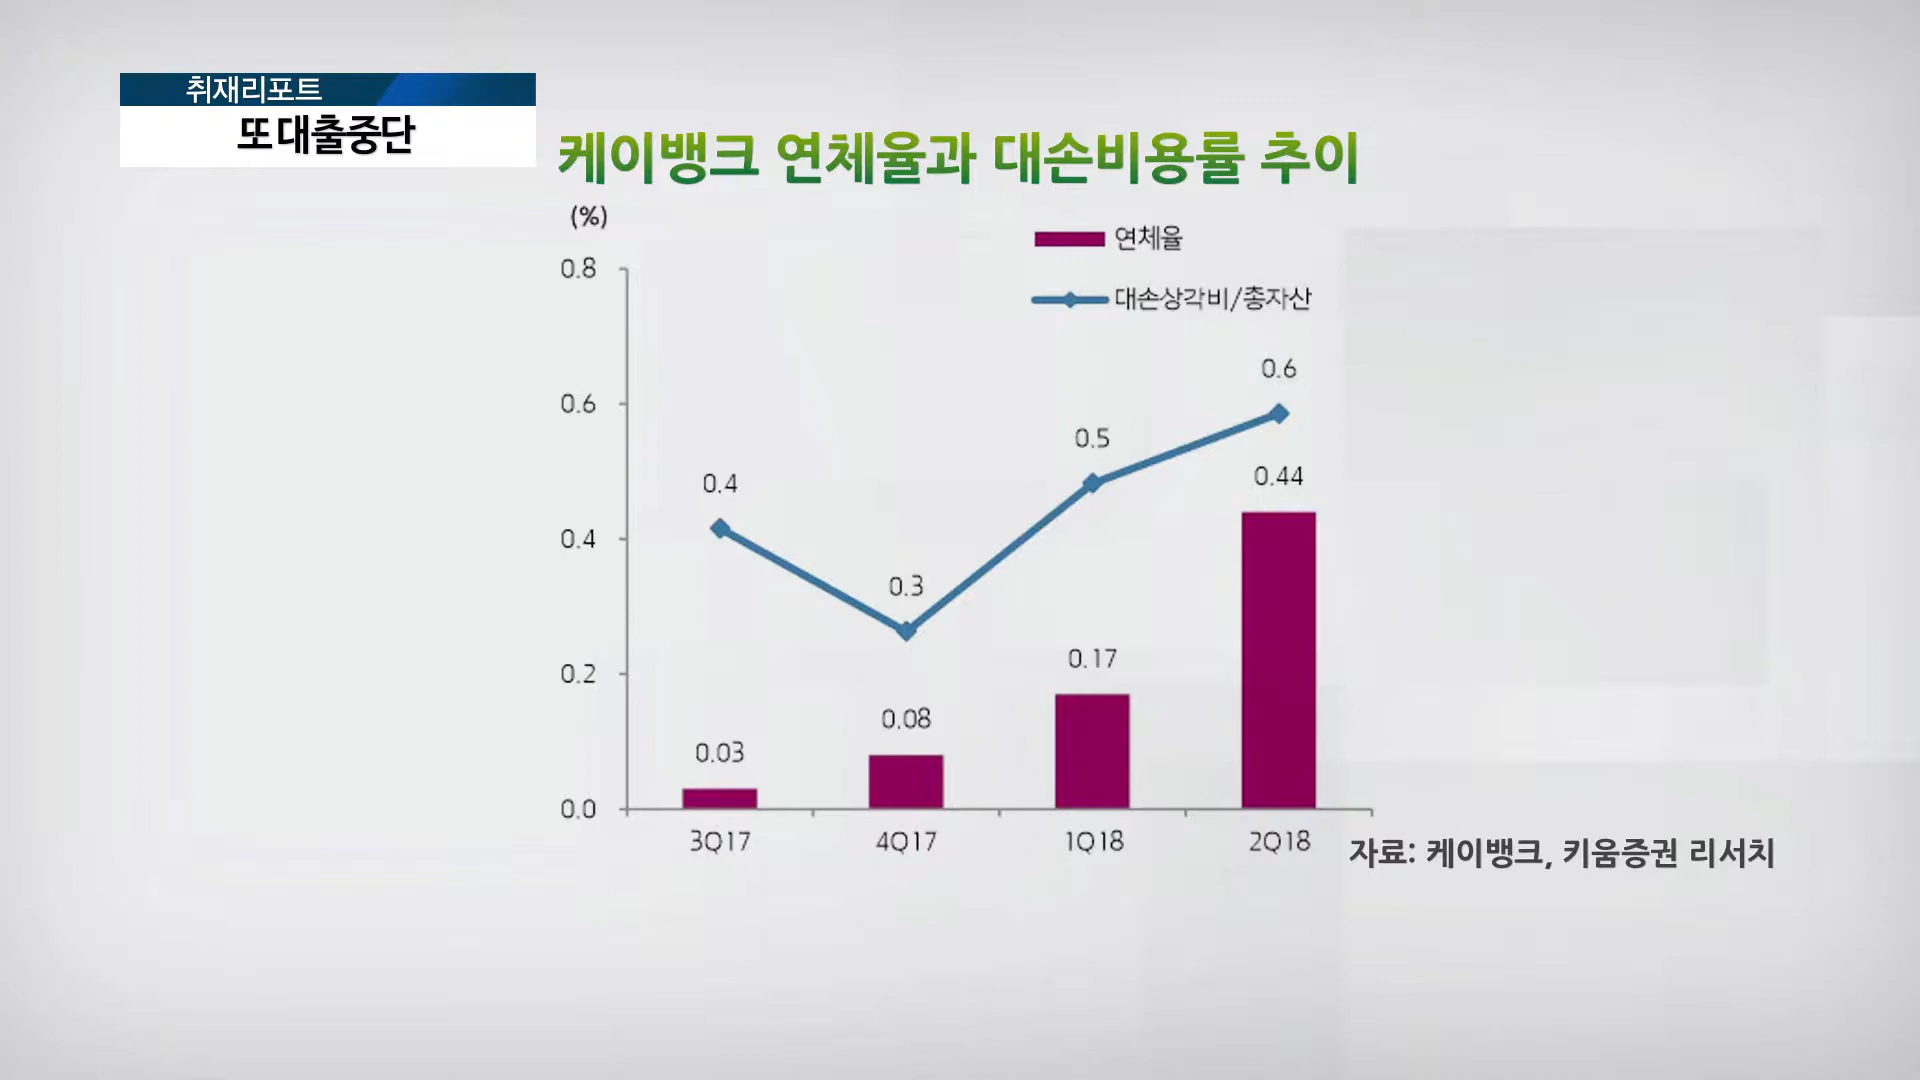 취재리포트
또 대출중단
케이뱅크 연체율과 대손비용률 추이
(%)
연체율
대손상각비/총자산
0.8
0.6
0.4
0.2
0.0
0.4
0.3
0.5
0.6
0.03
0.08
0.17
0.44
3Q17
4Q17
1Q18
2Q18
자료: 케이뱅크, 키움증권 리서치